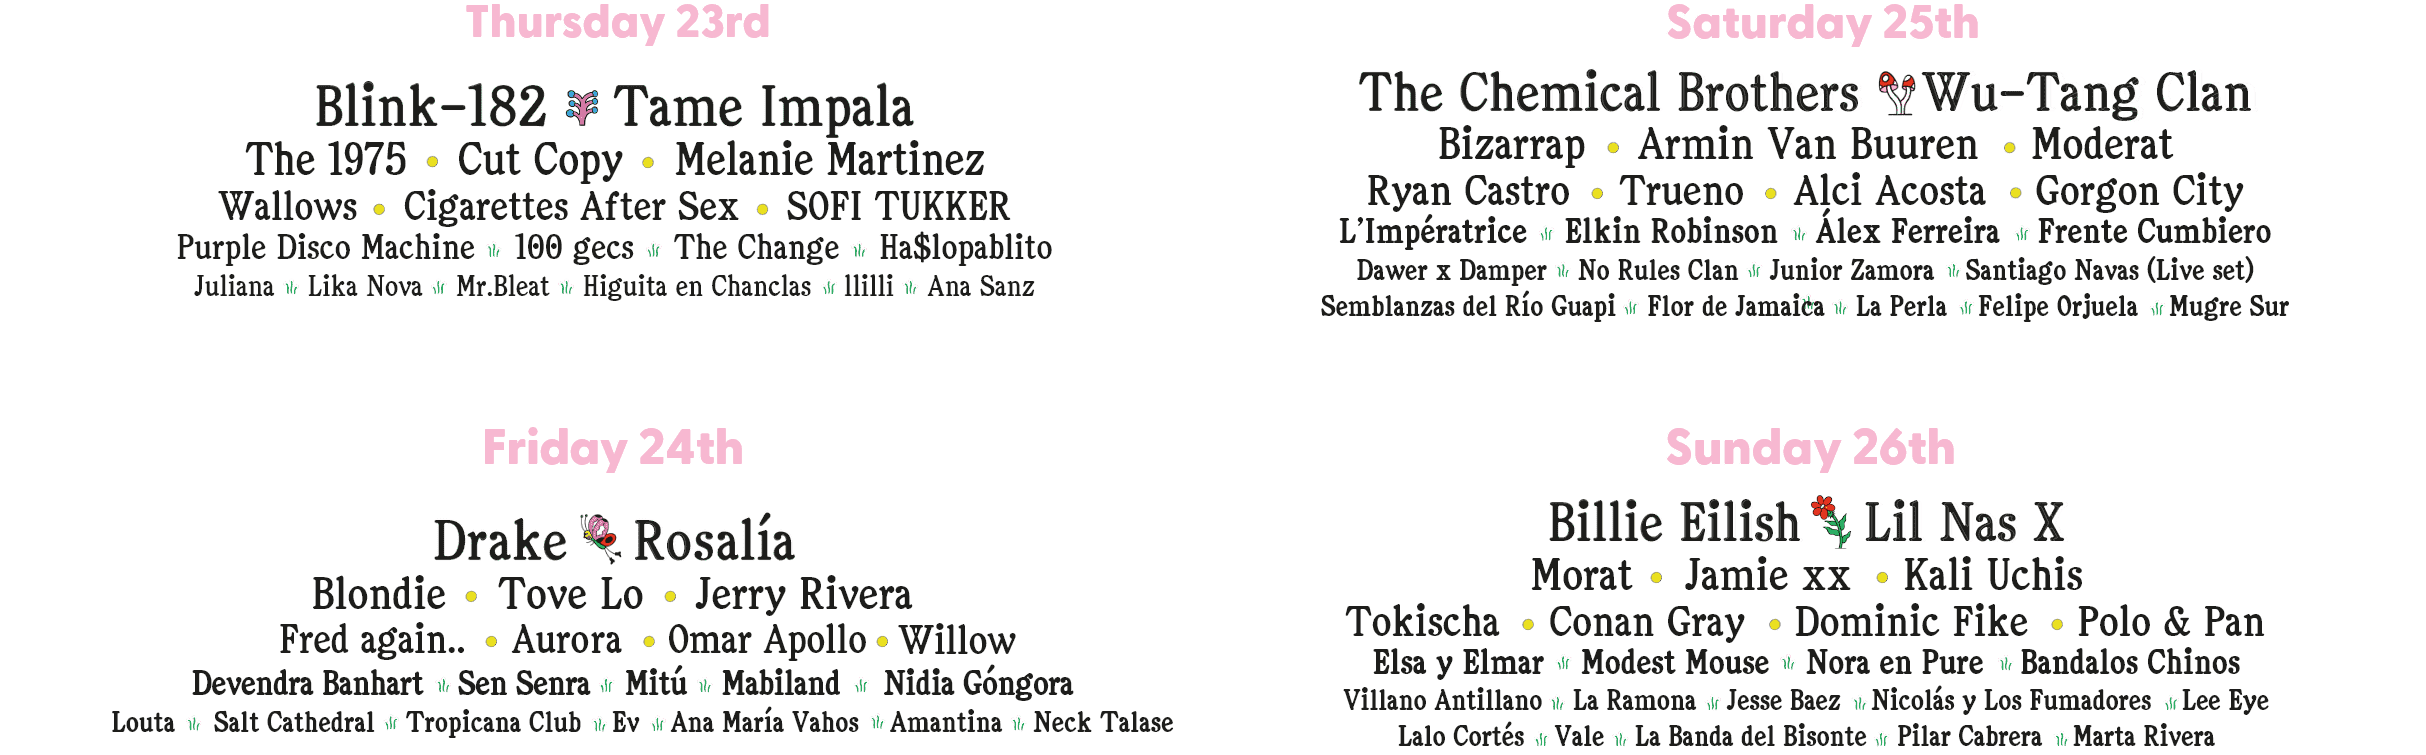 Thursday 23rd
Blink-182 Tame Impala
The 1975 • Cut Copy • Melanie Martinez
Wallows • Cigarettes After Sex • SOFI TUKKER
Purple Disco Machine 100 gecs The Change Ha$lopablito
Juliana Lika Nova Mr.Bleat Higuita en Chanclas llilli Ana Sanz
Friday 24th
Drake Rosalía
Blondie • Tove Lo • Jerry Rivera
Fred again.. • Aurora • Omar Apollo • Willow
Devendra Banhart Sen Senra Mitú Mabiland Nidia Góngora
Louta Salt Cathedral Tropicana Club Ev Ana María Vahos Amantina Neck Talase
Saturday 25th
The Chemical Brothers Wu-Tang Clan
Bizarrap • Armin Van Buuren • Moderat
Ryan Castro • Trueno • Alci Acosta • Gorgon City
L'Impératrice Elkin Robinson Álex Ferreira Frente Cumbiero
Dawer x Damper No Rules Clan Junior Zamora Santiago Navas (Live set)
Semblanzas del Río Guapi Flor de Jamaica La Perla Felipe Orjuela Mugre Sur
Sunday 26th
Billie Eilish Lil Nas X
Morat • Jamie xx • Kali Uchis
Tokischa • Conan Gray • Dominic Fike • Polo & Pan
Elsa y Elmar Modest Mouse Nora en Pure Bandalos Chinos
Villano Antillano La Ramona Jesse Baez Nicolás y Los Fumadores Lee Eye
Lalo Cortés Vale La Banda del Bisonte Pilar Cabrera Marta Rivera